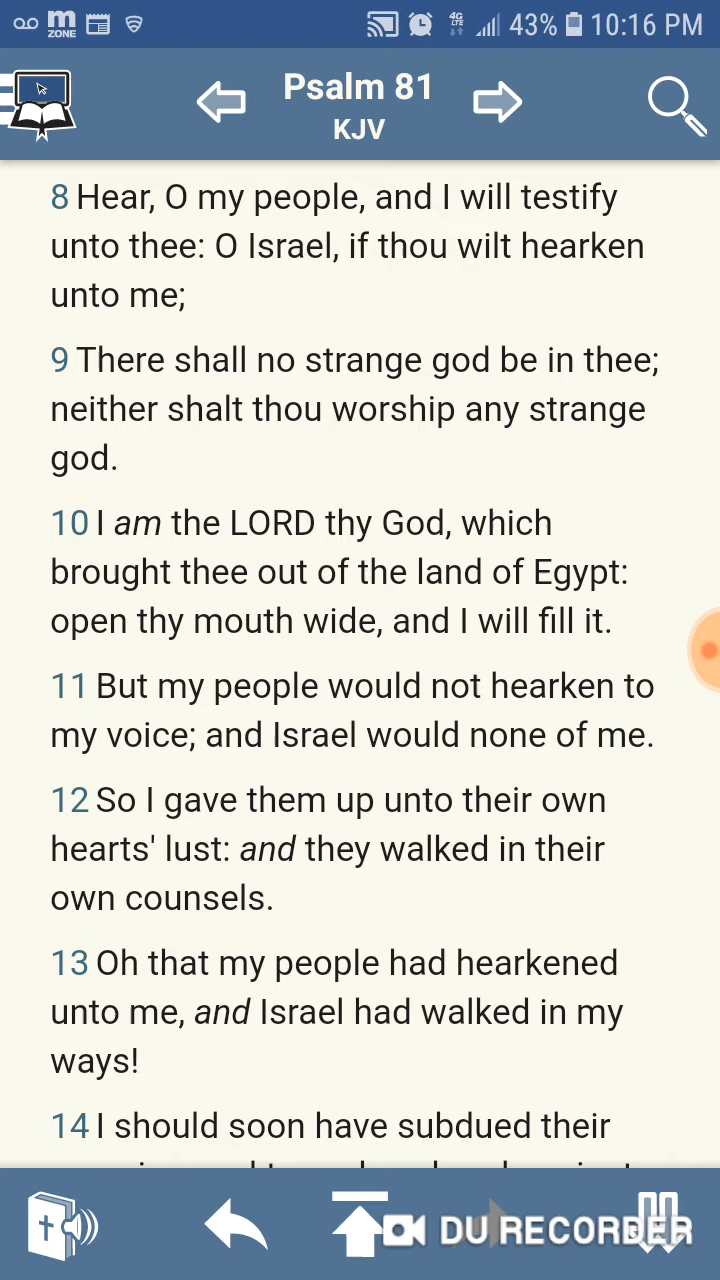 m
ZONE
4G
LTE
43%
10:16 PM
Psalm 81
KJV
8 Hear, O my people, and I will testify
unto thee: O Israel, if thou wilt hearken
unto me;
9 There shall no strange god be in thee;
neither shalt thou worship any strange
god.
10 I am the LORD thy God, which
brought thee out of the land of Egypt:
open thy mouth wide, and I will fill it.
11 But my people would not hearken to
my voice; and Israel would none of me.
12 So I gave them up unto their own
hearts' lust: and they walked in their
own counsels.
13 Oh that my people had hearkened
unto me, and Israel had walked in my
ways!
14 I should soon have subdued their
DU RECORDER